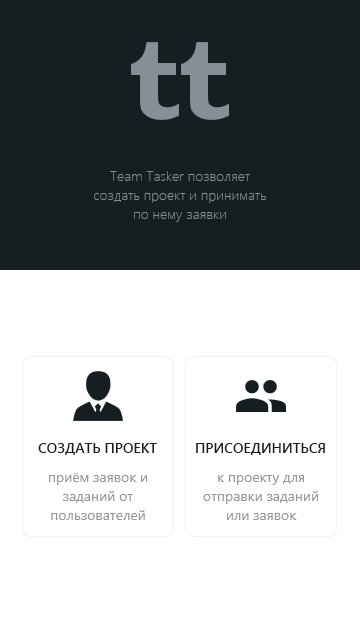 tt
Team Tasker позволяет
создать проект и принимать
по нему заявки
СОЗДАТЬ ПРОЕКТ
приём заявок и
заданий от
пользователей
ПРИСОЕДИНИТЬСЯ
к проекту для
отправки заданий
или заявок